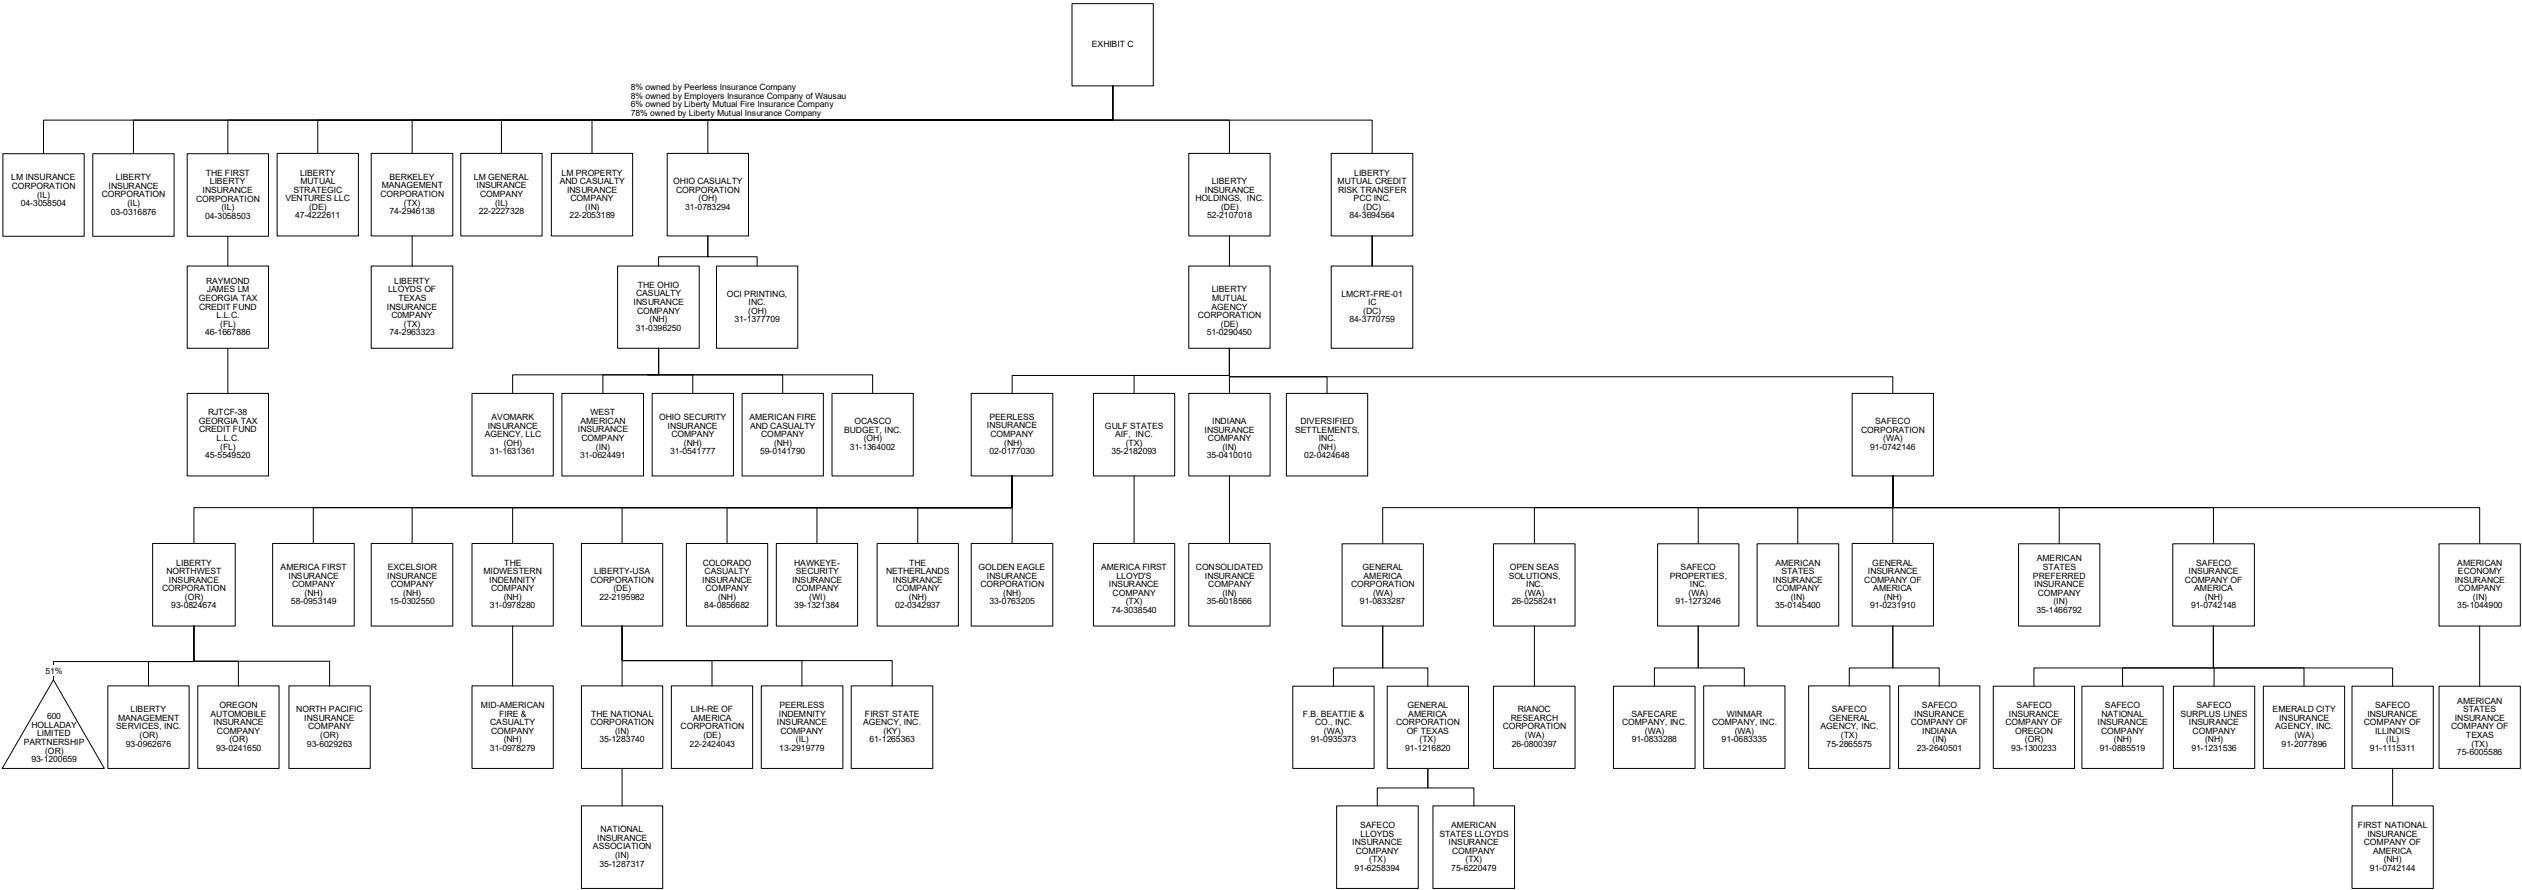 EXHIBIT C
8% owned by Peerless Insurance Company
8% owned by Employers Insurance Company of Wausau
6% owned by Liberty Mutual Fire Insurance Company
78% owned by Liberty Mutual Insurance Company
LM INSURANCE
CORPORATION
(IL)
04-3058504
LIBERTY
INSURANCE
CORPORATION
(IL)
03-0316876
THE FIRST
LIBERTY
INSURANCE
CORPORATION
(IL)
04-3058503
LIBERTY
MUTUAL
STRATEGIC
VENTURES LLC
(DE)
47-4222611
BERKELEY
MANAGEMENT
CORPORATION
(TX)
74-2946138
LM GENERAL
INSURANCE
COMPANY
(IL)
22-2227328
LM PROPERTY
AND CASUALTY
INSURANCE
COMPANY
(IN)
22-2053189
OHIO CASUALTY
CORPORATION
(OH)
31-0783294
LIBERTY
INSURANCE
HOLDINGS, INC.
(DE)
52-2107018
LIBERTY
MUTUAL CREDIT
RISK TRANSFER
PCC INC.
(DC)
84-3694564
RAYMOND
JAMES LM
GEORGIA TAX
CREDIT FUND
L.L.C.
(FL)
46-1667886
LIBERTY
LLOYDS OF
TEXAS
INSURANCE
COMPANY
(TX)
74-2963323
THE OHIO
CASUALTY
INSURANCE
COMPANY
(NH)
31-0396250
OCI PRINTING,
INC.
(OH)
31-1377709
LIBERTY
MUTUAL
AGENCY
CORPORATION
(DE)
51-0290450
LMCRT-FRE-01
IC
(DC)
84-3770759
RJTCF-38
GEORGIA TAX
CREDIT FUND
L.L.C.
(FL)
45-5549520
AVOMARK
INSURANCE
AGENCY, LLC
(OH)
31-1631361
WEST
AMERICAN
INSURANCE
COMPANY
(IN)
31-0624491
OHIO SECURITY
INSURANCE
COMPANY
(NH)
31-0541777
AMERICAN FIRE
AND CASUALTY
COMPANY
(NH)
59-0141790
OCASCO
BUDGET, INC.
(OH)
31-1364002
PEERLESS
INSURANCE
COMPANY
(NH)
02-0177030
GULF STATES
AIF, INC.
(TX)
35-2182093
INDIANA
INSURANCE
COMPANY
(IN)
35-0410010
DIVERSIFIED
SETTLEMENTS,
INC.
(NH)
02-0424648
SAFECO
CORPORATION
(WA)
91-0742146
LIBERTY
NORTHWEST
INSURANCE
CORPORATION
(OR)
93-0824674
AMERICA FIRST
INSURANCE
COMPANY
(NH)
58-0953149
EXCELSIOR
INSURANCE
COMPANY
(NH)
15-0302550
THE
MIDWESTERN
INDEMNITY
COMPANY
(NH)
31-0978280
LIBERTY-USA
CORPORATION
(DE)
22-2195982
COLORADO
CASUALTY
INSURANCE
COMPANY
(NH)
84-0856682
HAWKEYE-
SECURITY
INSURANCE
COMPANY
(WI)
39-1321384
THE
NETHERLANDS
INSURANCE
COMPANY
(NH)
02-0342937
GOLDEN EAGLE
INSURANCE
CORPORATION
(NH)
33-0763205
AMERICA FIRST
LLOYD'S
INSURANCE
COMPANY
(TX)
74-3038540
CONSOLIDATED
INSURANCE
COMPANY
(IN)
35-6018566
GENERAL
AMERICA
CORPORATION
(WA)
91-0833287
OPEN SEAS
SOLUTIONS,
INC.
(WA)
26-0258241
SAFECO
PROPERTIES,
INC.
(WA)
91-1273246
AMERICAN
STATES
INSURANCE
COMPANY
(IN)
35-0145400
GENERAL
INSURANCE
COMPANY OF
AMERICA
(NH)
91-0231910
AMERICAN
STATES
PREFERRED
INSURANCE
COMPANY
(IN)
35-1466792
SAFECO
INSURANCE
COMPANY OF AMERICA
(NH)
91-0742148
AMERICAN
ECONOMY
INSURANCE
COMPANY
(IN)
35-1044900
51%
600
HOLLADAY
LIMITED
PARTNERSHIP
(OR)
93-1200659
LIBERTY
MANAGEMENT
SERVICES, INC.
(OR)
93-0962676
OREGON
AUTOMOBILE
INSURANCE
COMPANY
(OR)
93-0241650
NORTH PACIFIC
INSURANCE
COMPANY
(OR)
93-6029263
MID-AMERICAN
FIRE &
CASUALTY
COMPANY
(NH)
31-0978279
THE NATIONAL
CORPORATION
(IN)
35-1283740
LIH-RE OF
AMERICA
CORPORATION
(DE)
22-2424043
PEERLESS
INDEMNITY
INSURANCE
COMPANY
(IL)
13-2919779
FIRST STATE
AGENCY, INC.
(KY)
61-1265363
F.B. BEATTIE &
CO., INC.
(WA)
91-0935373
GENERAL
AMERICA
CORPORATION
OF TEXAS
(TX)
91-1216820
RIANOC
RESEARCH
CORPORATION
(WA)
26-0800397
SAFECARE
COMPANY, INC.
(WA)
91-0833288
WINMAR
COMPANY, INC.
(WA)
91-0683335
SAFECO
GENERAL
AGENCY, INC.
(TX)
75-2865575
SAFECO
INSURANCE
COMPANY OF
INDIANA
(IN)
23-2640501
SAFECO
INSURANCE
COMPANY OF
OREGON
(OR)
93-1300233
SAFECO
NATIONAL
INSURANCE
COMPANY
(NH)
91-0885519
SAFECO
SURPLUS LINES
INSURANCE
COMPANY
(NH)
91-1231536
EMERALD CITY
INSURANCE
AGENCY, INC.
(WA)
91-2077896
SAFECO
INSURANCE
COMPANY OF
ILLINOIS
(IL)
91-1115311
AMERICAN
STATES
INSURANCE
COMPANY OF
TEXAS
(TX)
75-6005586
NATIONAL
INSURANCE
ASSOCIATION
(IN)
35-1287317
SAFECO
LLOYDS
INSURANCE
COMPANY
(TX)
91-6258394
AMERICAN
STATES LLOYDS
INSURANCE
COMPANY
(TX)
75-6220479
FIRST NATIONAL
INSURANCE
COMPANY OF
AMERICA
(NH)
91-0742144